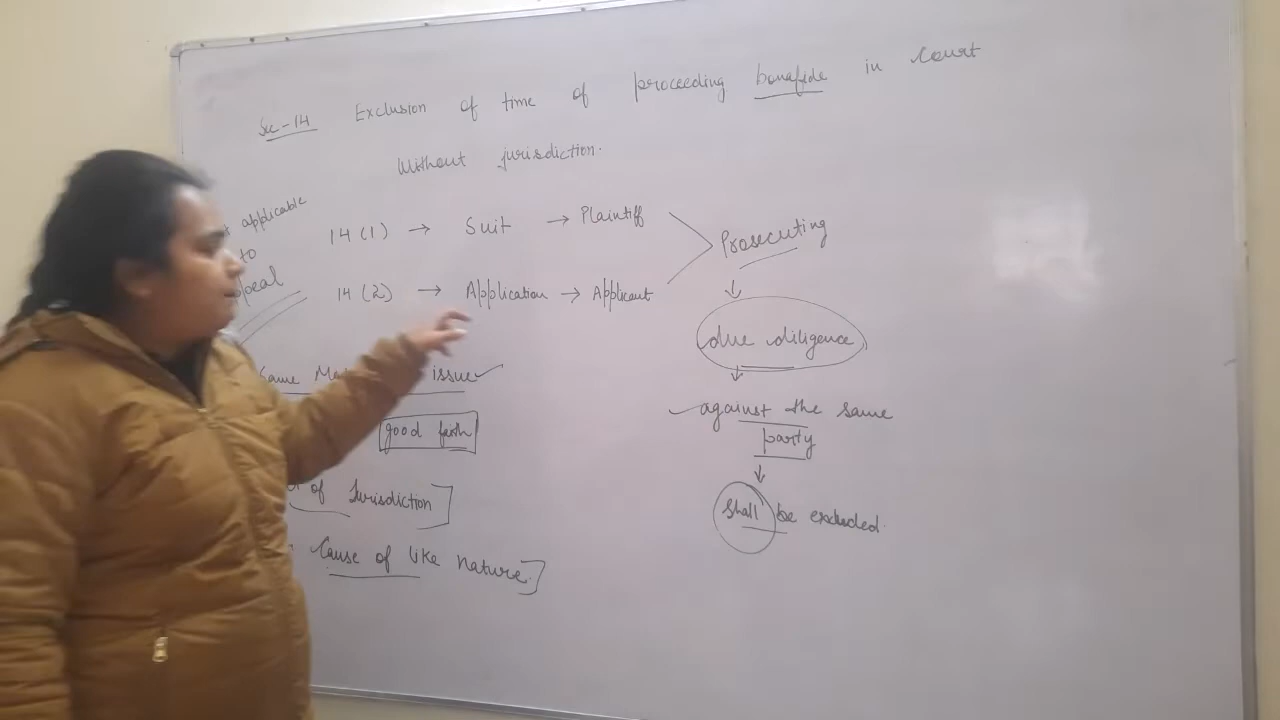 Sec-14 Exclusion of time of proceeding bonafide in Court
Without jurisdiction.
applicable
to
14 (1) → Suit → Plaintiff
14 (2) → Application → Applicant
Prosecuting
↓
due diligence
↓
against the same
party
↓
Shall be excluded.
Same issue
good faith
of Jurisdiction
Cause of like nature.